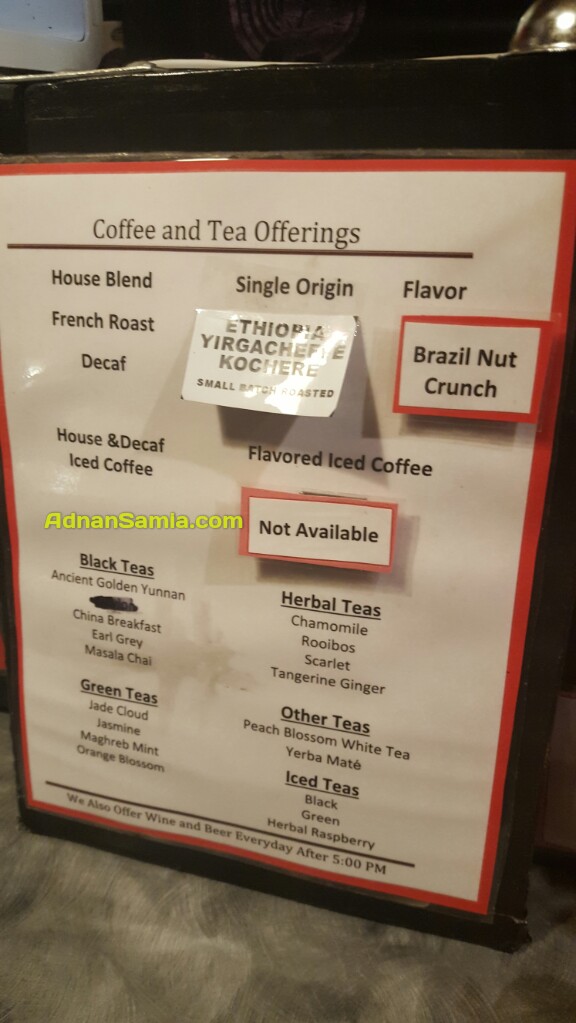 Coffee and Tea Offerings
House Blend
French Roast
Decaf
Single Origin
ETHIOPIA
YIRGACHEFFE
KOCHERE
SMALL BATCH ROASTED
Flavor
Brazil Nut
Crunch
House &Decaf
Iced Coffee
Flavored Iced Coffee
Not Available
AdnanSamla.com
Black Teas
Ancient Golden Yunnan
China Breakfast
Earl Grey
Masala Chai
Green Teas
Jade Cloud
Jasmine
Maghreb Mint
Orange Blossom
Herbal Teas
Chamomile
Rooibos
Scarlet
Tangerine Ginger
Other Teas
Peach Blossom White Tea
Yerba Maté
Iced Teas
Black
Green
Herbal Raspberry
We Also Offer Wine and Beer Everyday After 5:00 PM